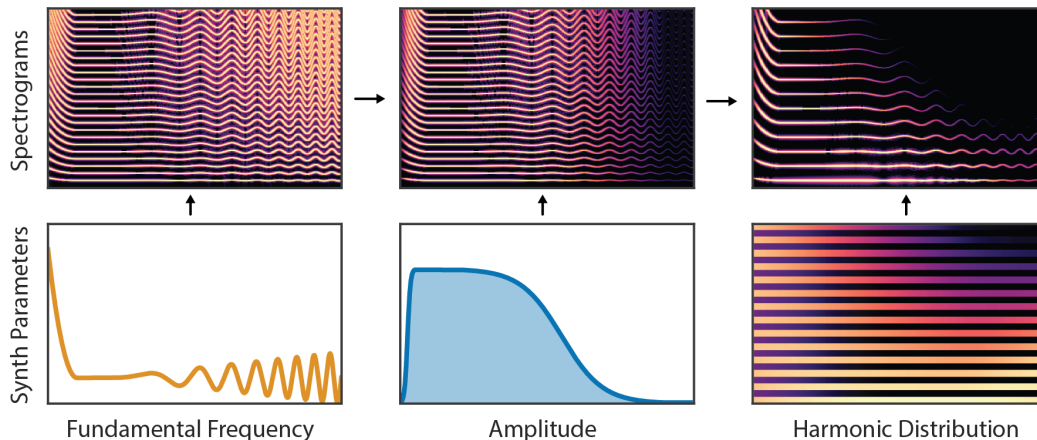 Spectrograms
Synth Parameters
Fundamental Frequency
Amplitude
Harmonic Distribution